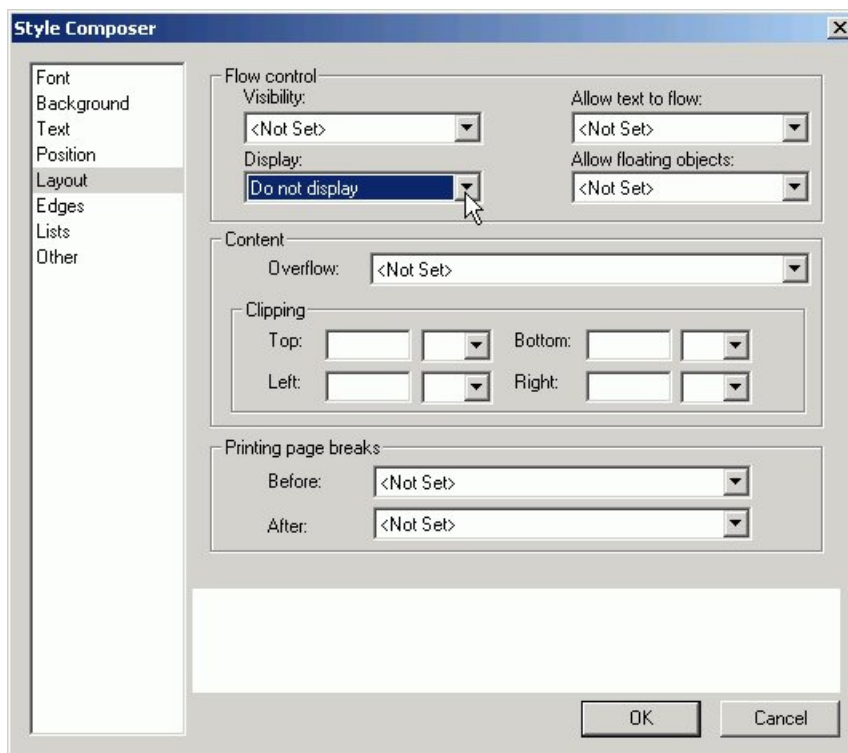 Style Composer
Font
Background
Text
Position
Layout
Edges
Lists
Other
Flow control
Visibility:
<Not Set>
Allow text to flow:
<Not Set>
Display:
Do not display
Allow floating objects:
<Not Set>
Content
Overflow: <Not Set>
Clipping
Top: Bottom:
Left: Right:
Printing page breaks
Before: <Not Set>
After: <Not Set>
OK Cancel